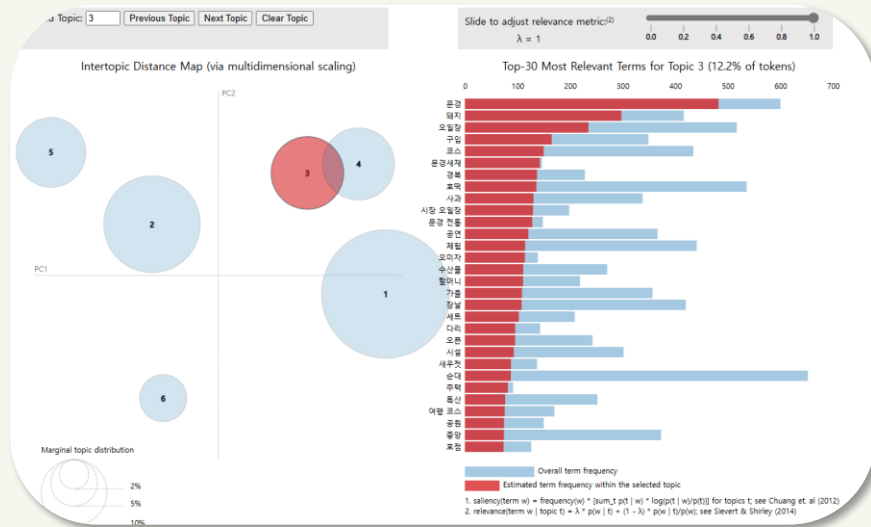 Topic: 3 Previous Topic Next Topic Clear Topic
Slide to adjust relevance metric:(2)
λ = 1
0.0 0.2 0.4 0.6 0.8 1.0
Intertopic Distance Map (via multidimensional scaling)
Top-30 Most Relevant Terms for Topic 3 (12.2% of tokens)
PC2
PC1
5
2
3
4
1
6
Marginal topic distribution
2%
5%
10%
0 100 200 300 400 500 600 700
문경
돼지
오일장
구입
코스
문경새재
경북
호떡
사과
시장 오일장
문경 전통
공연
체험
오미자
수산물
할머니
가을
장날
세트
다리
오픈
시설
새우젓
순대
주택
특산
여행 코스
공원
중앙
호점
Overall term frequency
Estimated term frequency within the selected topic
1. saliency(term w) = frequency(w) * [sum_t p(t | w) * log(p(t | w)/p(t))] for topics t; see Chuang et. al (2012)
2. relevance(term w | topic t) = λ * p(w | t) + (1 - λ) * p(w | t)/p(w); see Sievert & Shirley (2014)